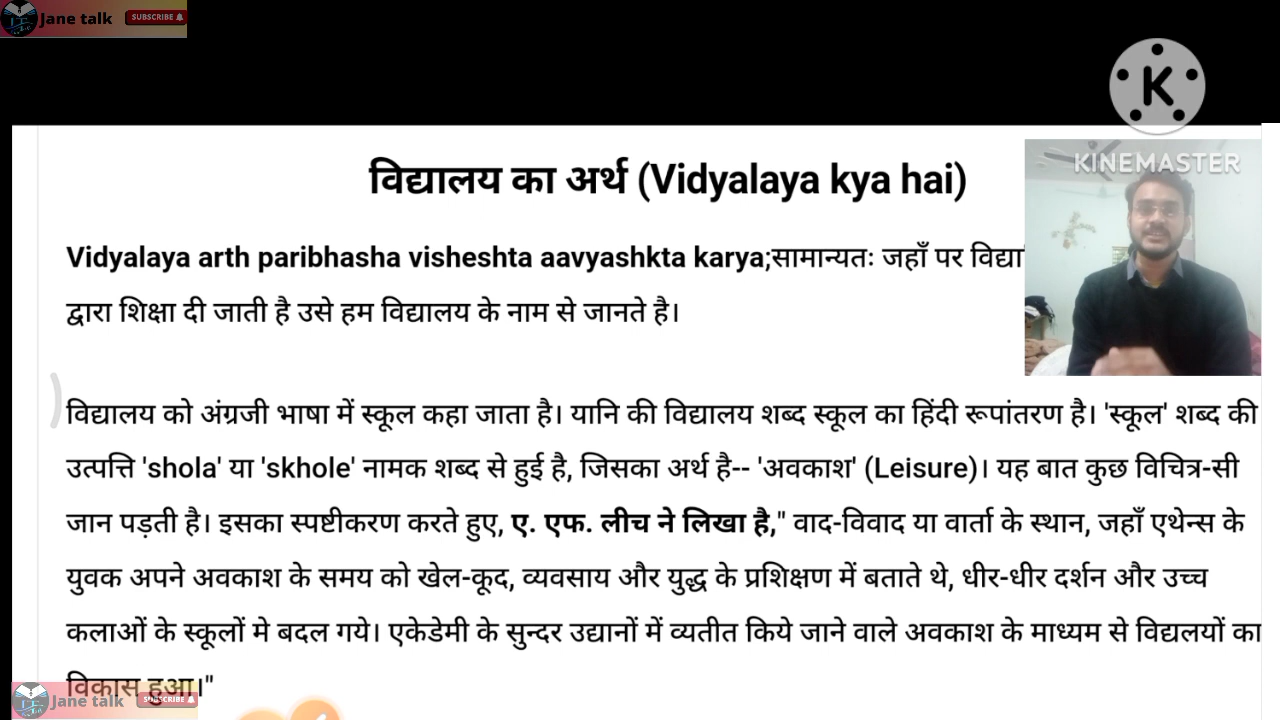 Jane talk
SUBSCRIBE
K
KINEMASTER
विद्यालय का अर्थ (Vidyalaya kya hai)
Vidyalaya arth paribhasha visheshta aavyashkta karya;सामान्यतः जहाँ पर
द्वारा शिक्षा दी जाती है उसे हम विद्यालय के नाम से जानते है।
विद्यालय को अंग्रजी भाषा में स्कूल कहा जाता है। यानि की विद्यालय शब्द स्कूल का हिंदी रूपांतरण है। 'स्कूल' शब्द की
उत्पत्ति 'shola' या 'skhole' नामक शब्द से हुई है, जिसका अर्थ है-- 'अवकाश' (Leisure)। यह बात कुछ विचित्र-सी
जान पड़ती है। इसका स्पष्टीकरण करते हुए, ए. एफ. लीच ने लिखा है," वाद-विवाद या वार्ता के स्थान, जहाँ एथेन्स के
युवक अपने अवकाश के समय को खेल-कूद, व्यवसाय और युद्ध के प्रशिक्षण में बताते थे, धीर-धीर दर्शन और उच्च
कलाओं के स्कूलों मे बदल गये। एकेडेमी के सुन्दर उद्यानों में व्यतीत किये जाने वाले अवकाश के माध्यम से विद्यलयों का
विकास हुआ।"
Jane talk
SUBSCRIBE